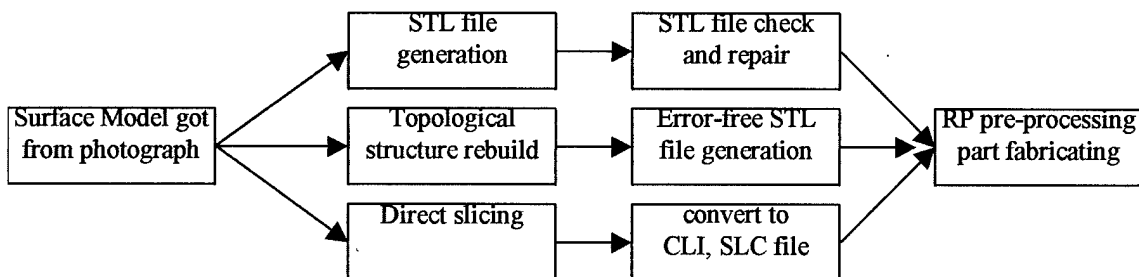 STL file
generation
STL file check
and repair
Surface Model got
from photograph
Topological
structure rebuild
Error-free STL
file generation
RP pre-processing
part fabricating
Direct slicing
convert to
CLI, SLC file